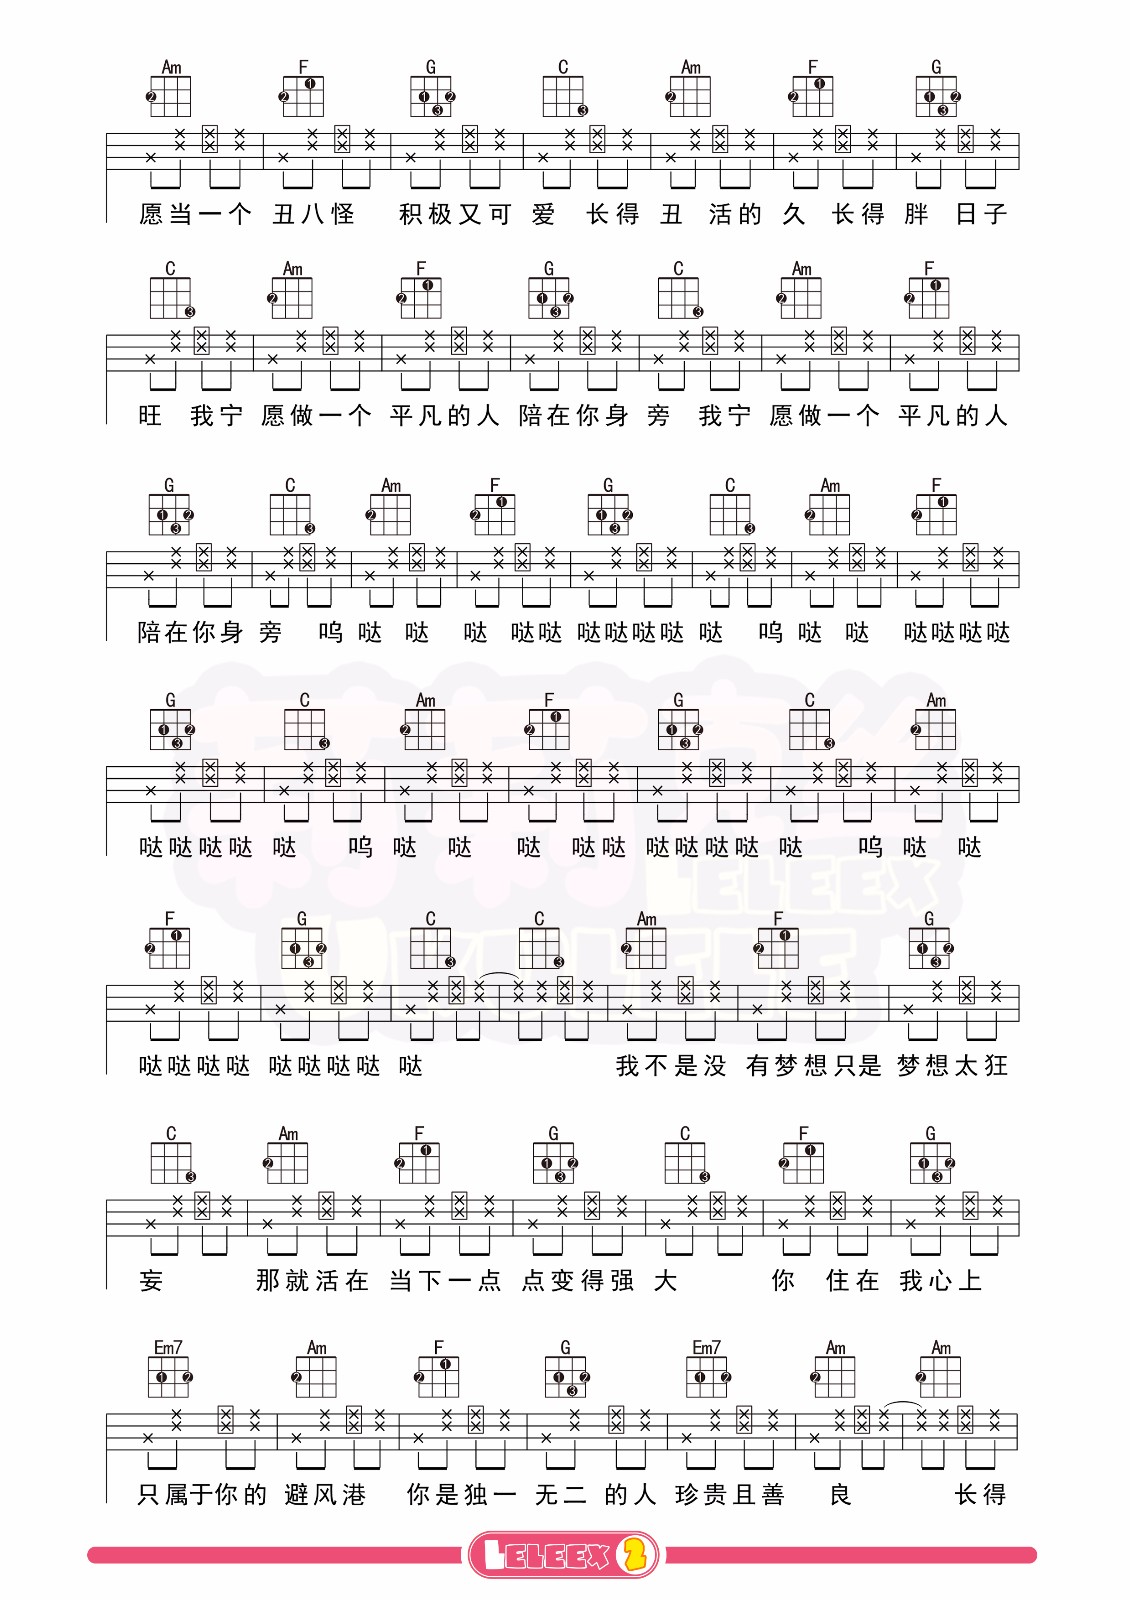 Am F G C Am F G
愿当一个 丑八怪 积极又可 爱 长得 丑 活的 久 长得 胖 日子
C Am F G C Am F
旺 我宁 愿做一个 平凡的人 陪在你身 旁 我宁 愿做一个 平凡的人
G C Am F G C Am F
陪在你身 旁 呜 哒 哒 哒 哒哒 哒哒哒哒 哒 呜 哒 哒 哒哒哒哒
G C Am F G C Am
哒哒哒哒 哒 呜 哒 哒 哒 哒哒 哒哒哒哒 哒 呜 哒 哒
F G C C Am F G
哒哒哒哒 哒哒哒哒 哒 我不是没 有梦想只是 梦想太狂
C Am F G C F G
妄 那就活在 当下一点 点变得强 大 你 住在 我心上
Em7 Am F G Em7 Am Am
只属于你的 避风港 你是独一 无二 的人 珍贵且善 良 长得
LELEEX 2
LELEEX
UKULELE